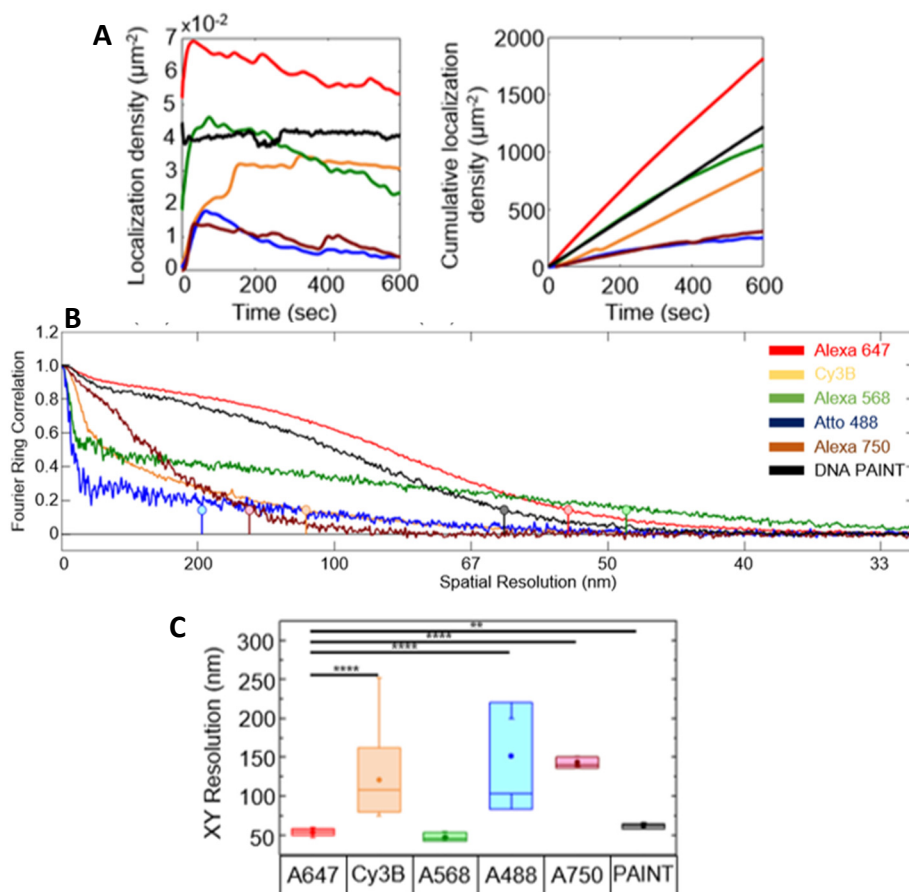 A
7 ×10-2
6
5
4
3
2
1
0
0 200 400 600
Localization density (µm-2)
Time (sec)
2000
1500
1000
500
0
0 200 400 600
Cumulative localization
density (µm-2)
Time (sec)
B
1.2
1.0
0.8
0.6
0.4
0.2
0
Fourier Ring Correlation
0 200 100 67 50 40 33
Spatial Resolution (nm)
Alexa 647
Cy3B
Alexa 568
Atto 488
Alexa 750
DNA PAINT
C
300
250
200
150
100
50
XY Resolution (nm)
**
****
****
****
A647 Cy3B A568 A488 A750 PAINT